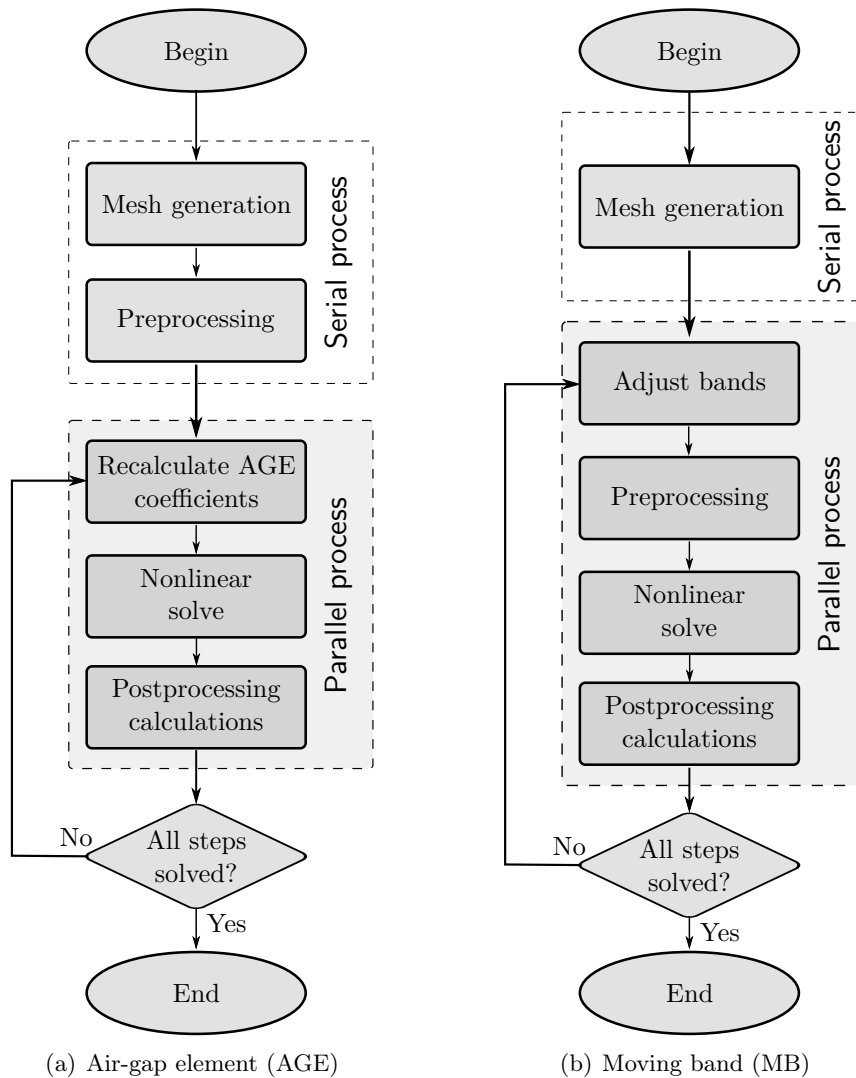 Begin
Mesh generation
Preprocessing
Serial process
Recalculate AGE
coefficients
Nonlinear
solve
Postprocessing
calculations
Parallel process
All steps
solved?
No
Yes
End
(a) Air-gap element (AGE)
Begin
Mesh generation
Serial process
Adjust bands
Preprocessing
Nonlinear
solve
Postprocessing
calculations
Parallel process
All steps
solved?
No
Yes
End
(b) Moving band (MB)